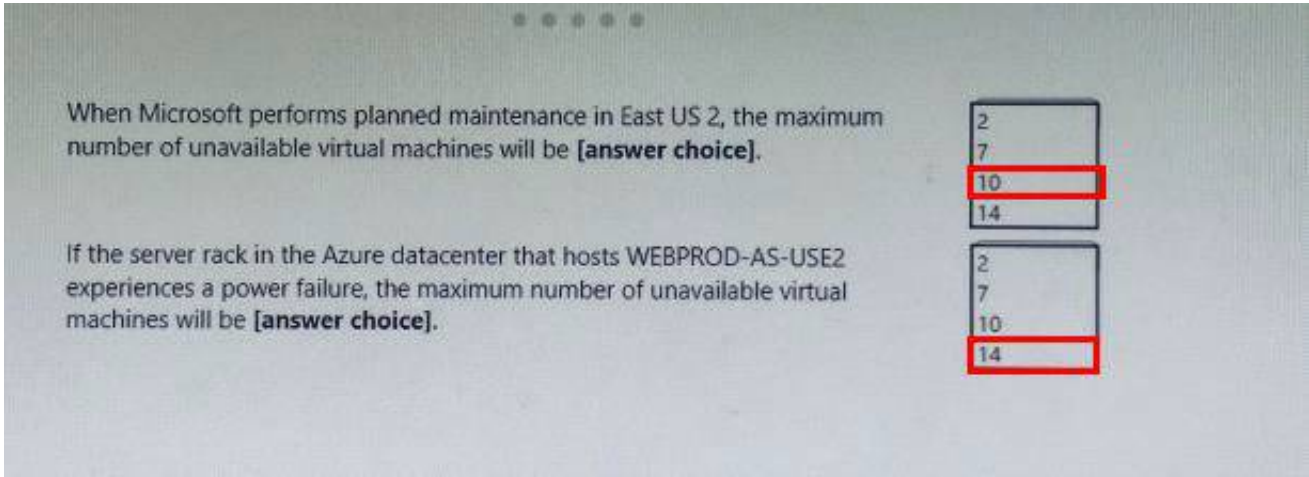 When Microsoft performs planned maintenance in East US 2, the maximum
number of unavailable virtual machines will be [answer choice].
2
7
10
14
If the server rack in the Azure datacenter that hosts WEBPROD-AS-USE2
experiences a power failure, the maximum number of unavailable virtual
machines will be [answer choice].
2
7
10
14